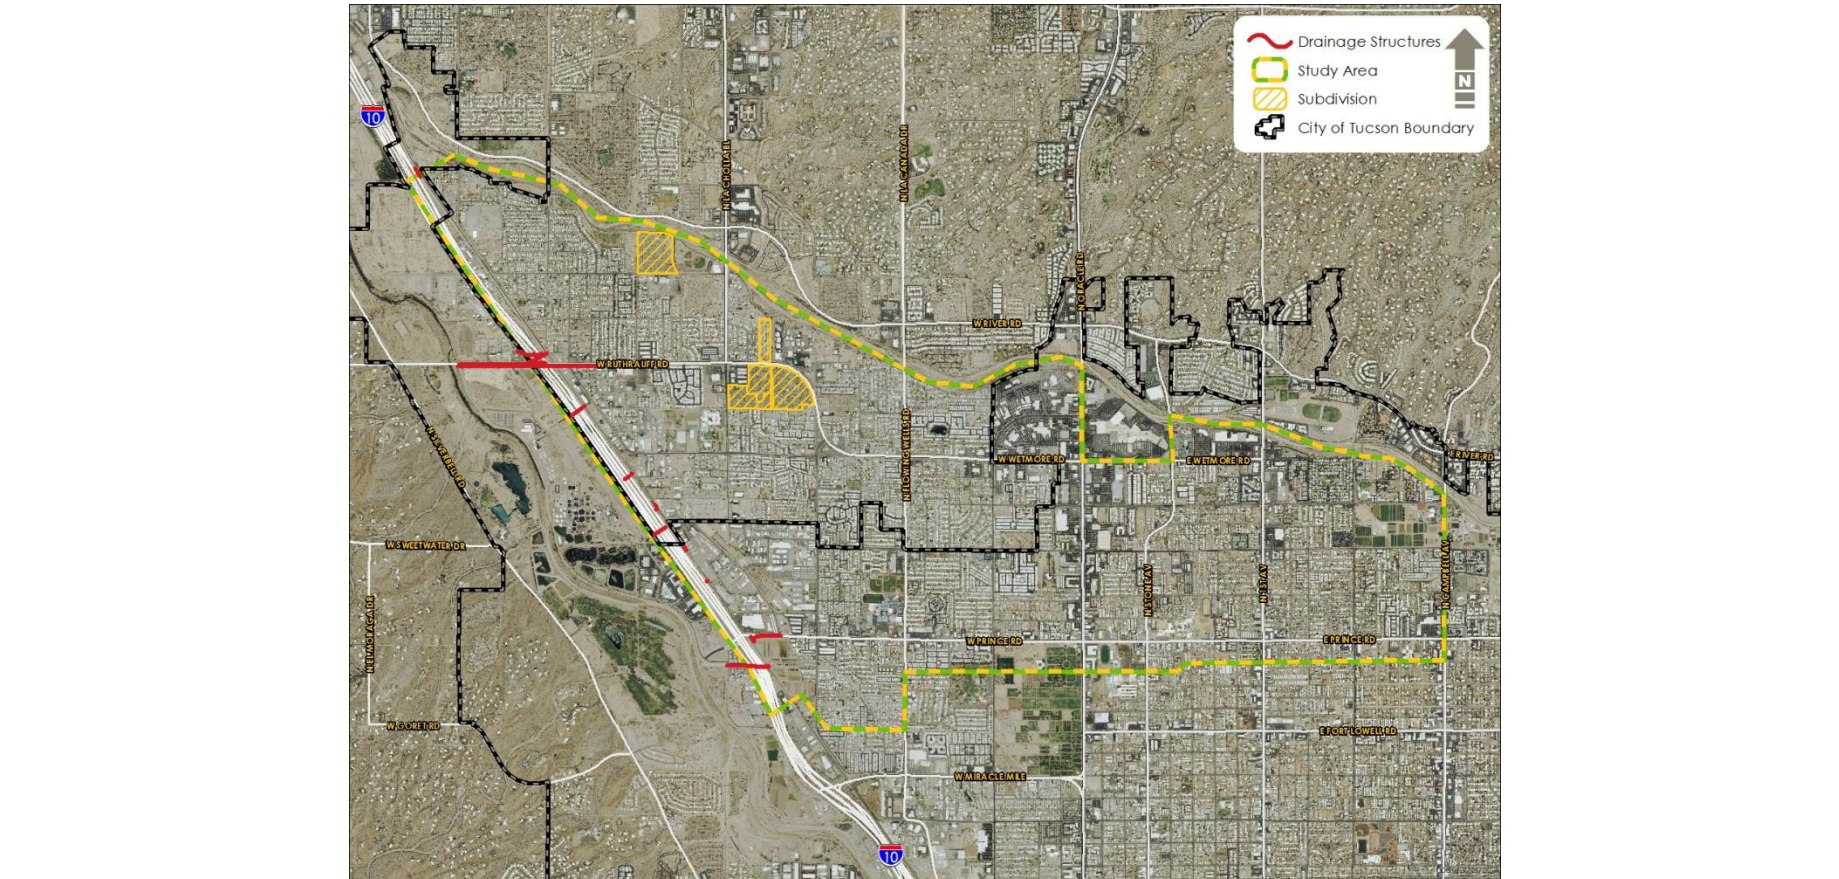 Drainage Structures
Study Area
N
Subdivision
City of Tucson Boundary
10
N LA CHOLLA BL
N LA CANADA DR
N ORACLE RD
W RIVER RD
W RUTHRAUFF RD
N SILVERBELL RD
N FLOWING WELLS RD
W WETMORE RD
E WETMORE RD
E RIVER RD
W SWEETWATER DR
N EL MORAGA DR
N STONE AV
N 1ST AV
N CAMPBELL AV
W PRINCE RD
E PRINCE RD
W GORET RD
E FORT LOWELL RD
W MIRACLE MILE
10